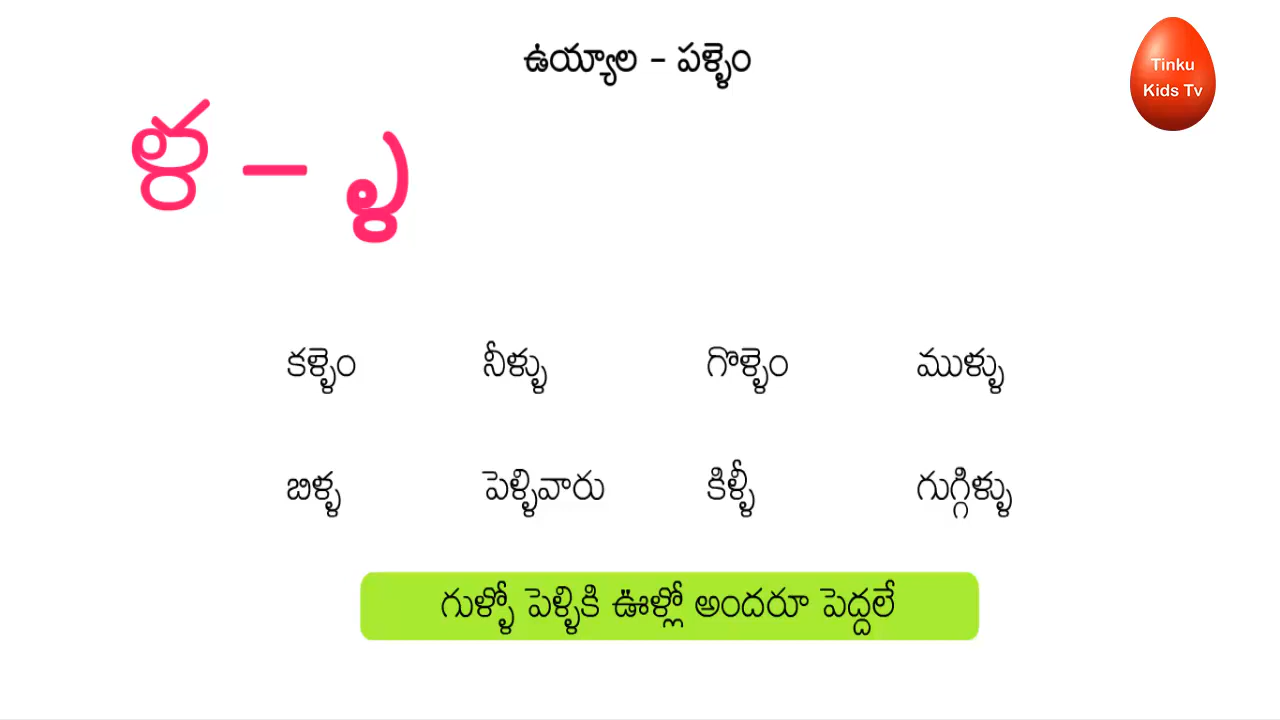 ఉయ్యాల - పళ్ళెం
Tinku
Kids Tv
ళ – ్ళ
కళ్ళెం నీళ్ళు గొళ్ళెం ముళ్ళు
బిళ్ళ పెళ్ళివారు కిళ్ళీ గుగ్గిళ్ళు
గుళ్ళో పెళ్ళికి ఊళ్లో అందరూ పెద్దలే